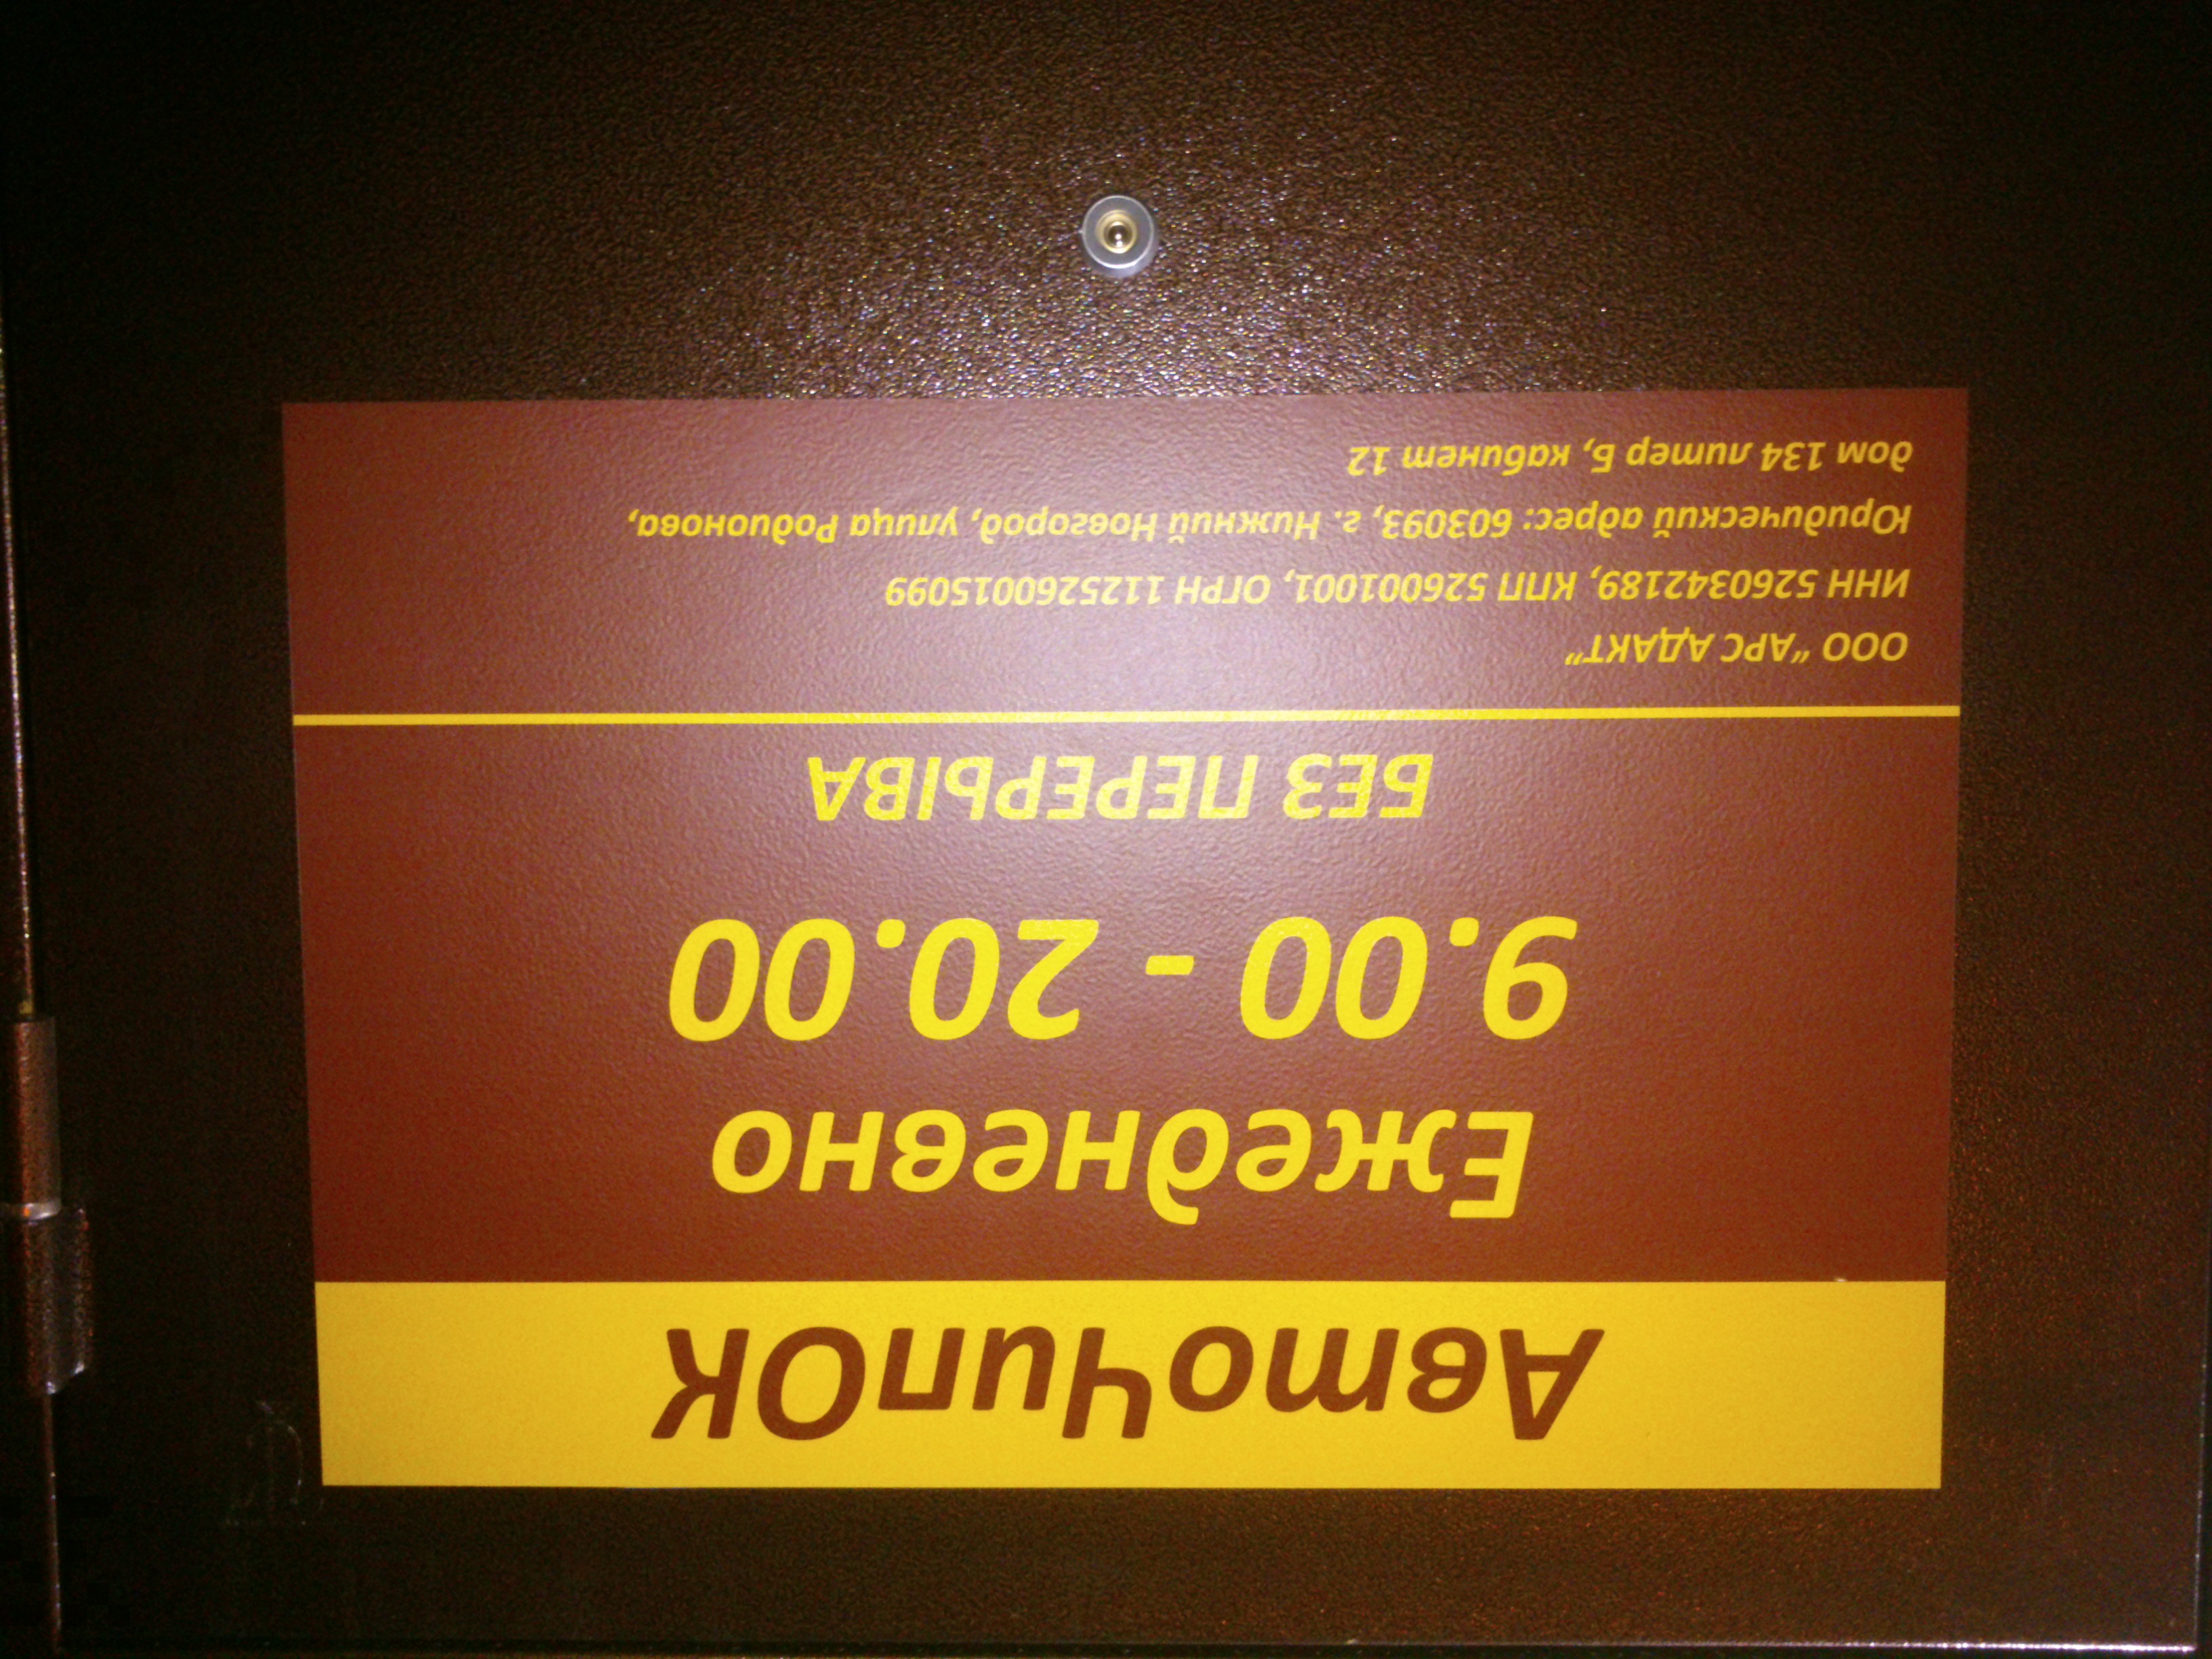 АвтоЧипОК
Ежедневно
9.00 - 20.00
БЕЗ ПЕРЕРЫВА
ООО “АРС АДАКТ”
ИНН 5260342189, КПП 526001001, ОГРН 1125260015099
Юридический адрес: 603093, г. Нижний Новгород, улица Родионова,
дом 134 литер Б, кабинет 12